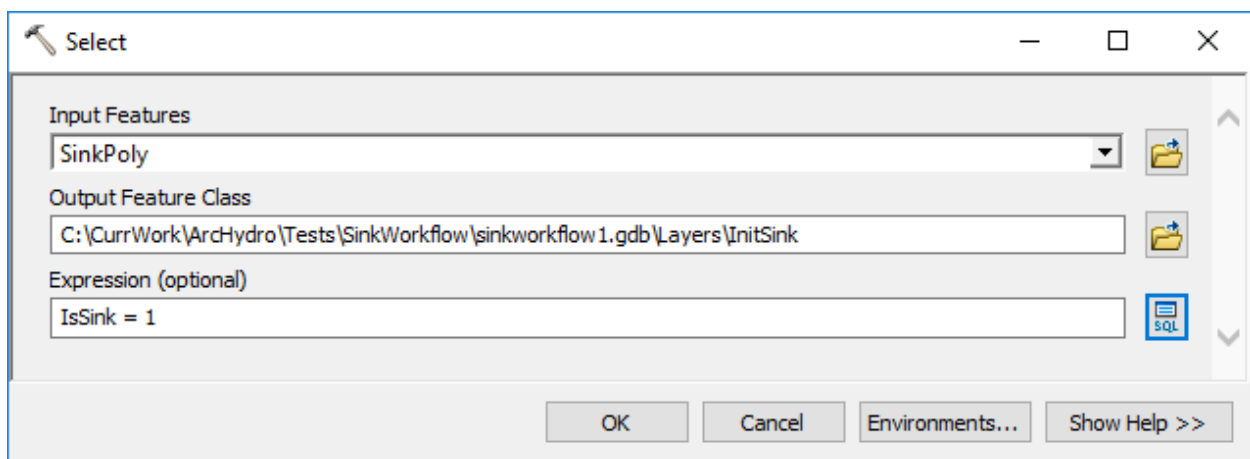 Select
Input Features
SinkPoly
Output Feature Class
C:\CurrWork\ArcHydro\Tests\SinkWorkflow\sinkworkflow1.gdb\Layers\InitSink
Expression (optional)
IsSink = 1
SQL
OK Cancel Environments... Show Help >>